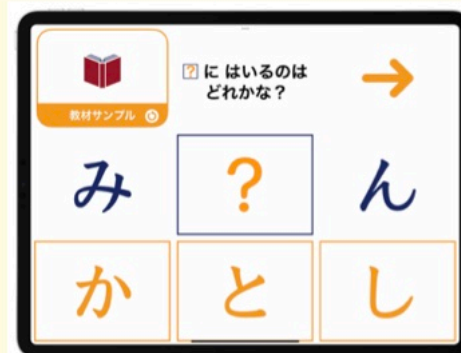 ? に はいるのは
どれかな？
教材サンプル
み ? ん
か と し